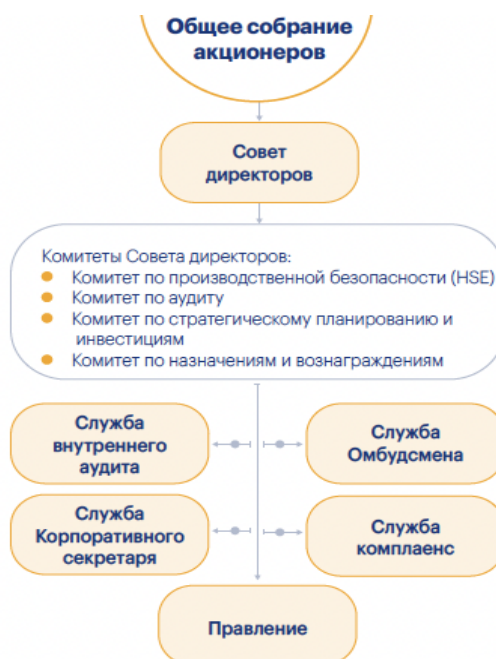 Общее собрание
акционеров
Совет
директоров
Комитеты Совета директоров:
Комитет по производственной безопасности (HSE)
Комитет по аудиту
Комитет по стратегическому планированию и
инвестициям
Комитет по назначениям и вознаграждениям
Служба
внутреннего
аудита
Служба
Омбудсмена
Служба
Корпоративного
секретаря
Служба
комплаенс
Правление